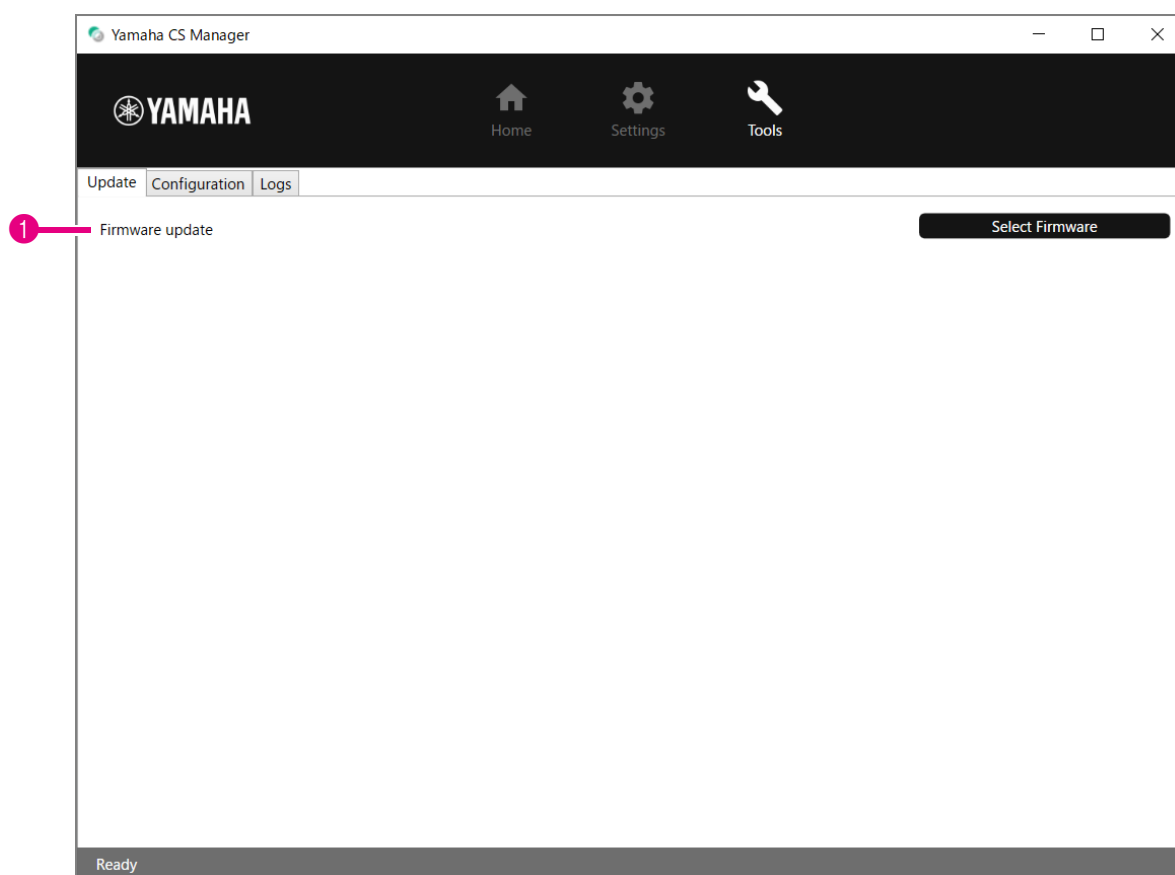 Yamaha CS Manager
YAMAHA
Home Settings Tools
Update Configuration Logs
1 Firmware update Select Firmware
Ready